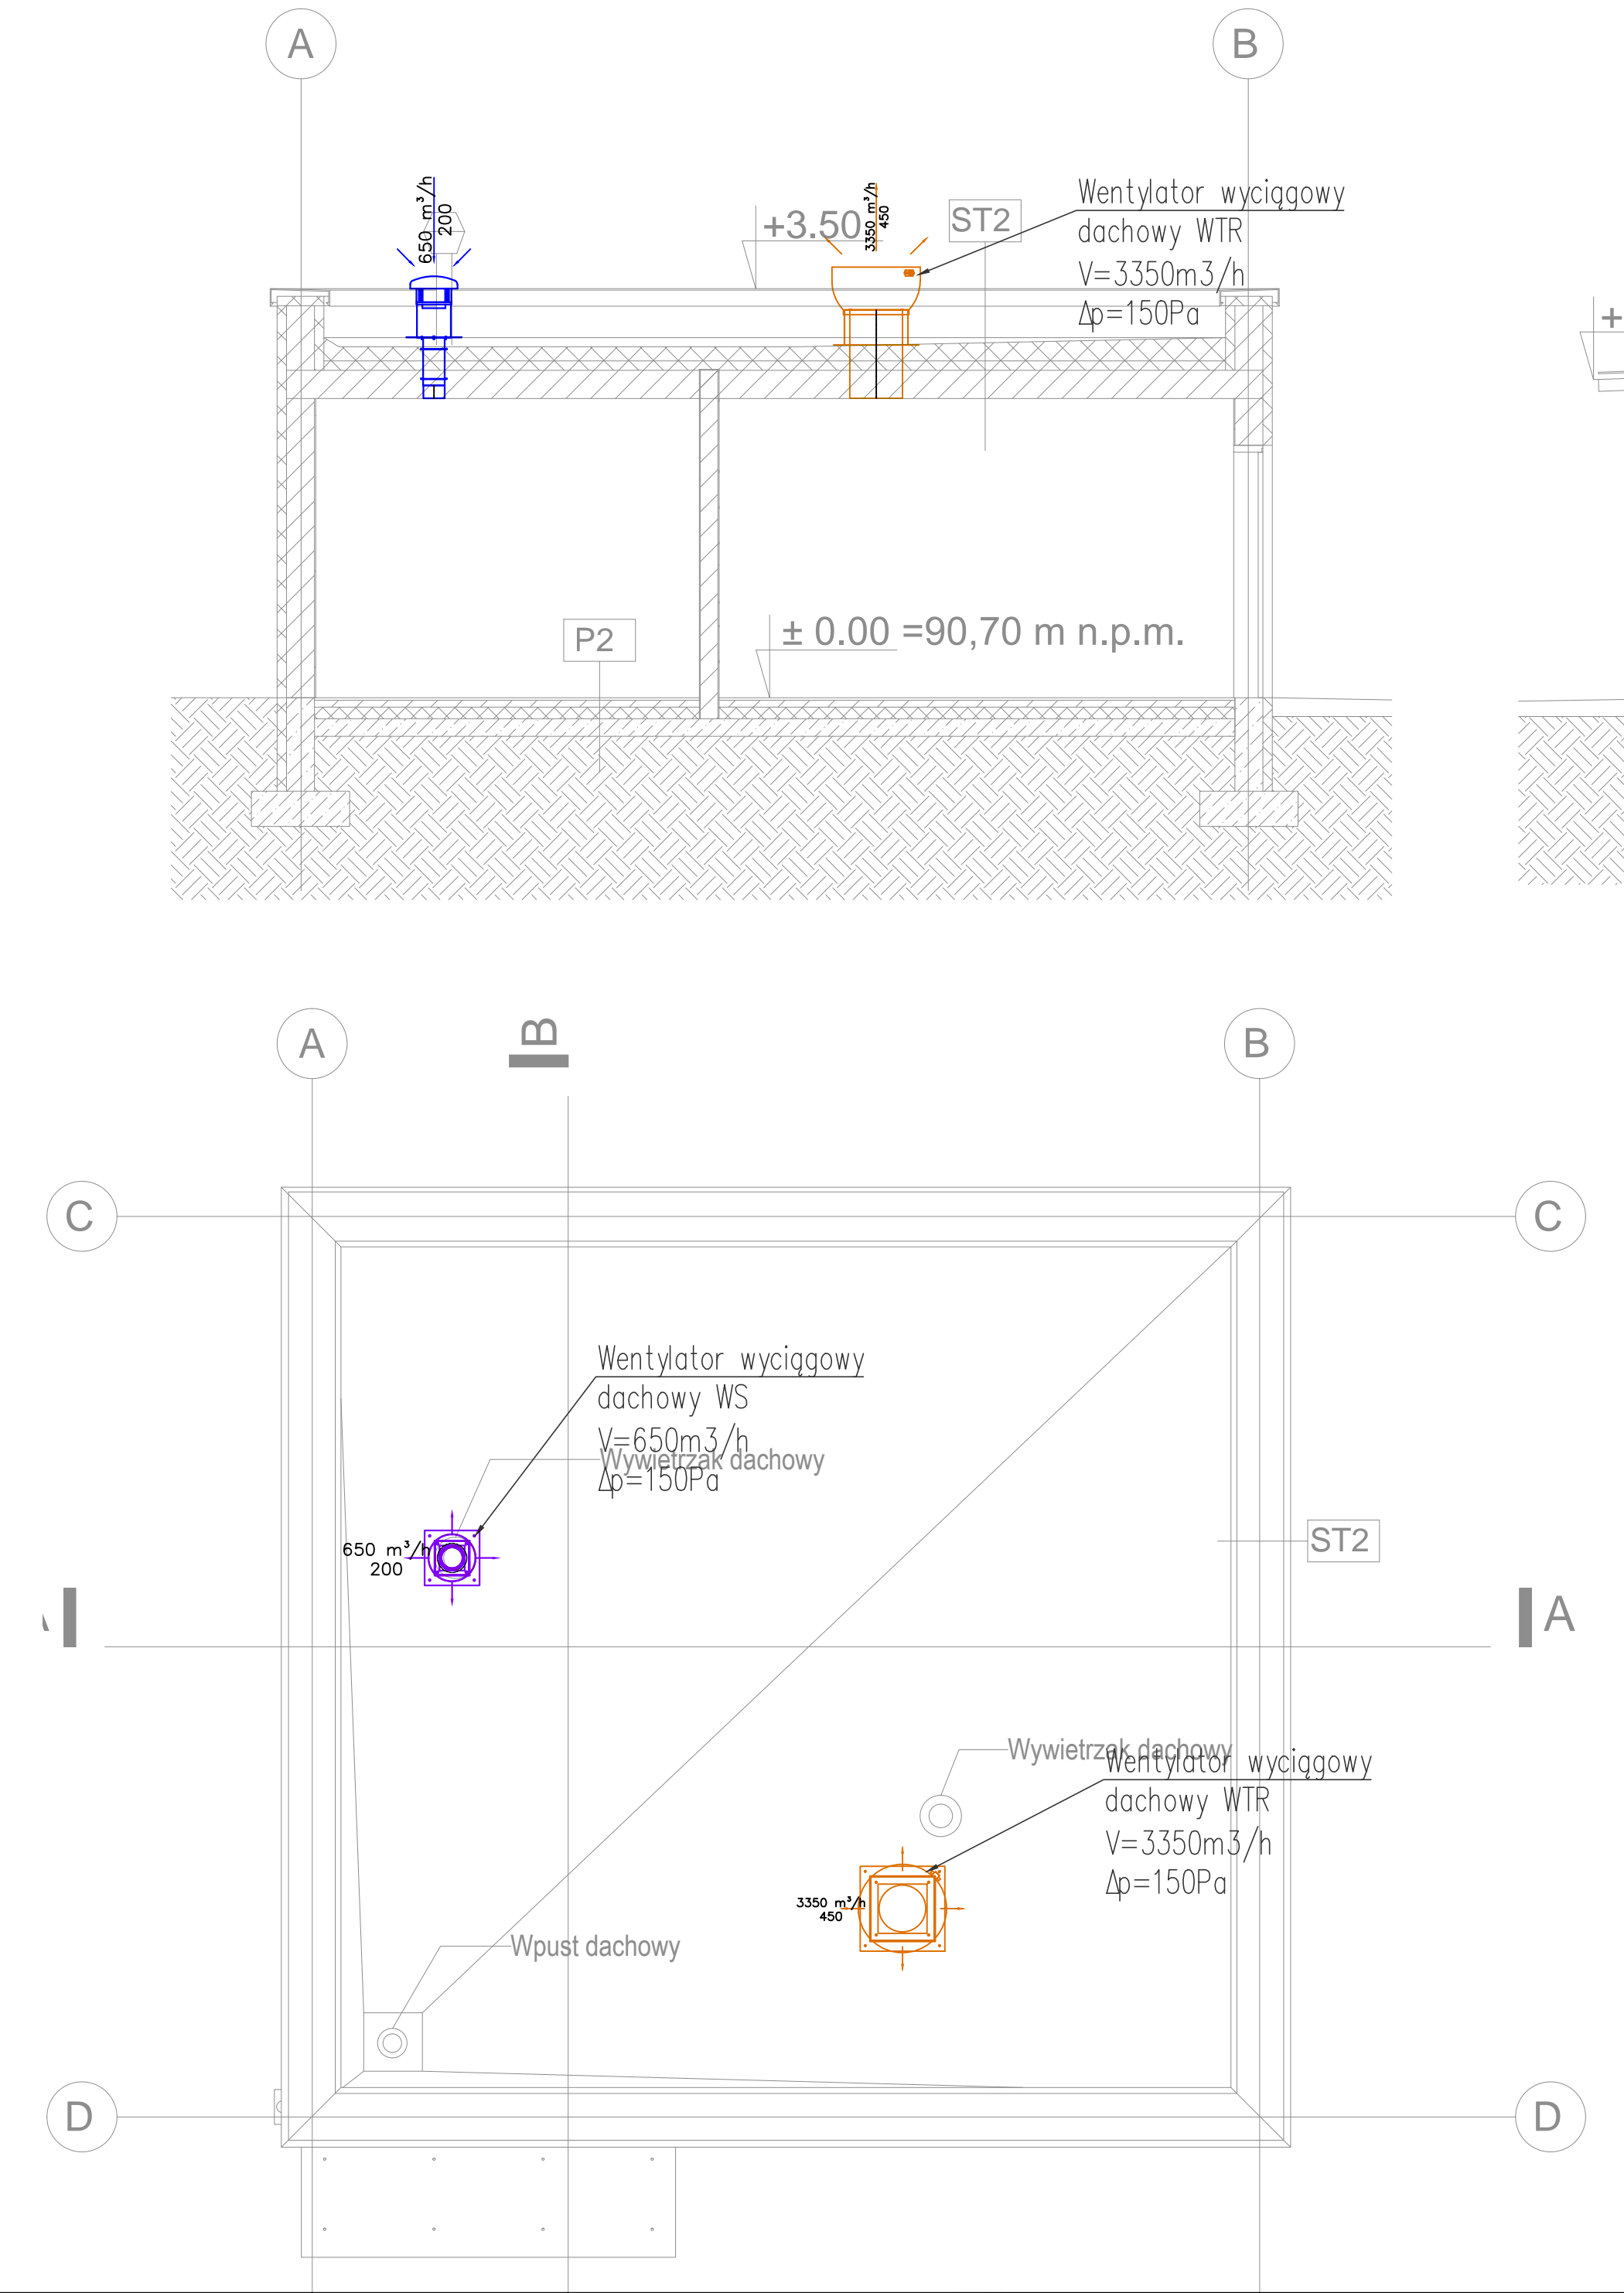 A
B
650 m³/h
200
+3.50
3350 m³/h
450
ST2
Wentylator wyciągowy
dachowy WTR
V=3350m3/h
Δp=150Pa
+
P2
± 0.00 =90,70 m n.p.m.
A
B
B
C
C
Wentylator wyciągowy
dachowy WS
V=650m3/h
Wywietrzak dachowy
Δp=150Pa
650 m³/h
200
ST2
A
Wywietrzak dachowy
Wentylator wyciągowy
dachowy WTR
V=3350m3/h
Δp=150Pa
3350 m³/h
450
Wpust dachowy
D
D